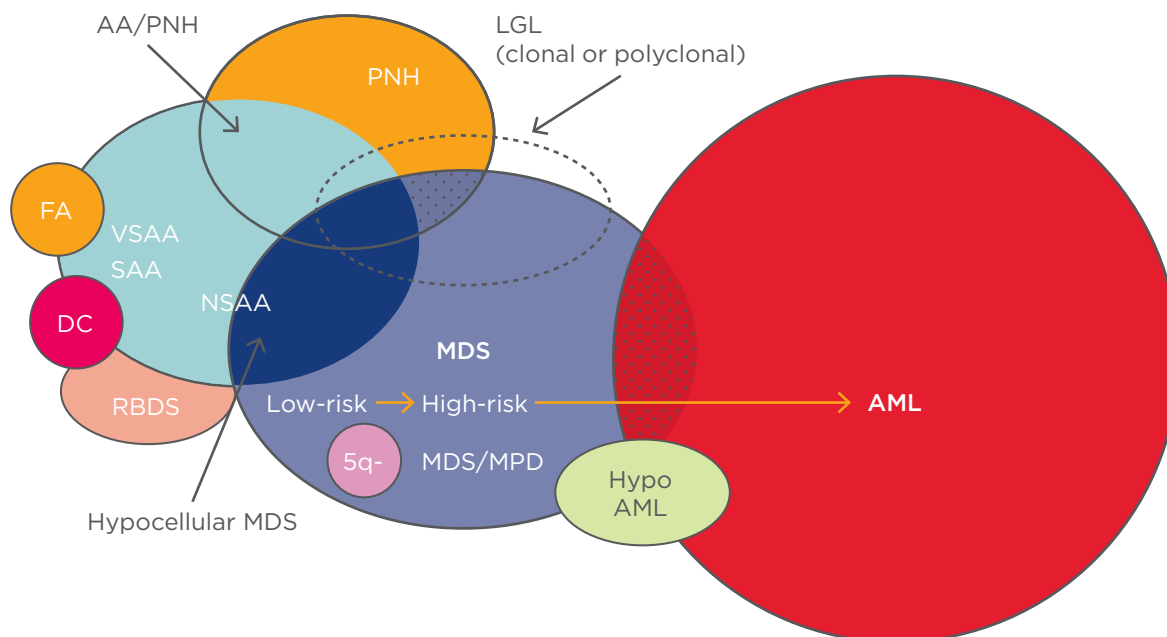 AA/PNH
LGL
(clonal or polyclonal)
PNH
FA
VSAA
SAA
NSAA
DC
MDS
RBDS
Low-risk
High-risk
AML
5q-
MDS/MPD
Hypo
AML
Hypocellular MDS